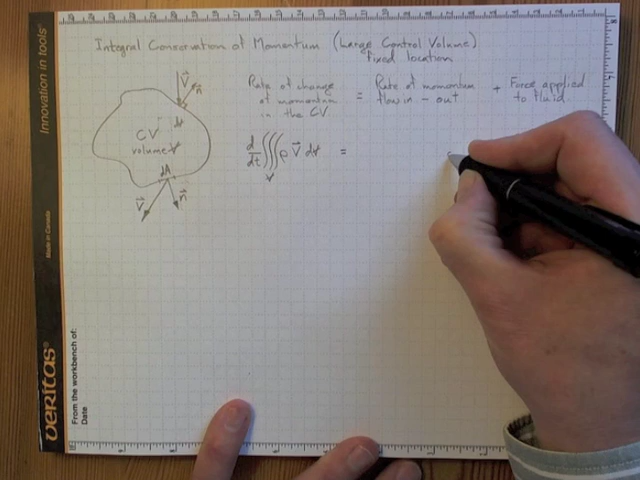 Integral Conservation of Momentum (Large Control Volume)
fixed location
Rate of change
of momentum
in the CV
=
Rate of momentum
flow in - out
+
Force applied
to fluid
d/dt ∭ ρ V⃗ dV =
V
V⃗
n⃗
CV
volume V
dA
V⃗
n⃗
Innovation in tools
Made in Canada
veritas
From the workbench of:
Date